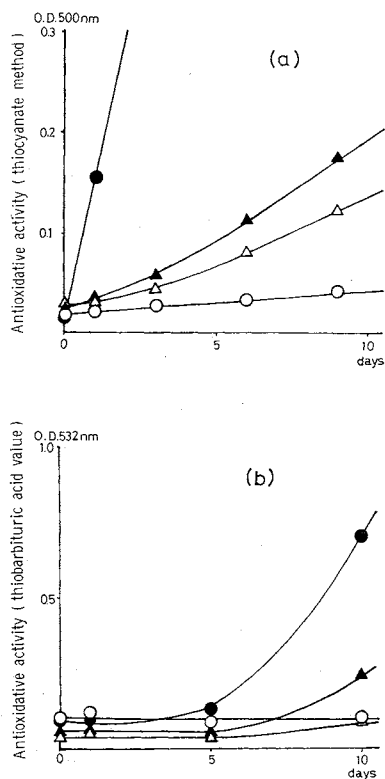 O.D.500nm
0.3
(a)
0.2
0.1
Antioxidative activity (thiocyanate method)
0
5
10
days
O.D.532nm
1.0
(b)
0.5
Antioxidative activity (thiobarbituric acid value)
0
5
10
days